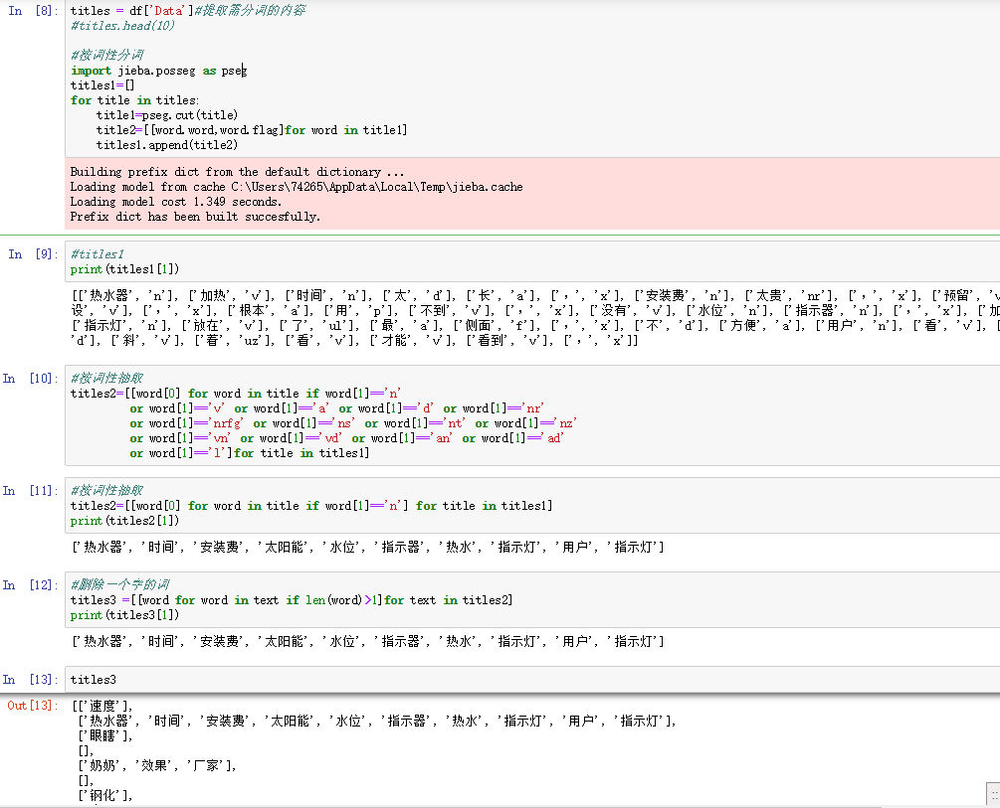 In [8]: titles = df['Data']#提取需分词的内容
#titles.head(10)
#按词性分词
import jieba.posseg as pseg
titles1=[]
for title in titles:
    title1=pseg.cut(title)
    title2=[[word.word,word.flag]for word in title1]
    titles1.append(title2)
Building prefix dict from the default dictionary ...
Loading model from cache C:\Users\74265\AppData\Local\Temp\jieba.cache
Loading model cost 1.349 seconds.
Prefix dict has been built succesfully.
In [9]: #titles1
print(titles1[1])
[['热水器', 'n'], ['加热', 'v'], ['时间', 'n'], ['太', 'd'], ['长', 'a'], [',', 'x'], ['安装费', 'n'], ['太贵', 'nr'], [',', 'x'], ['预留', 'v
设', 'v'], [',', 'x'], ['根本', 'a'], ['用', 'p'], ['不到', 'v'], [',', 'x'], ['没有', 'v'], ['水位', 'n'], ['指示器', 'n'], [',', 'x'], ['加
['指示灯', 'n'], ['放在', 'v'], ['了', 'ul'], ['最', 'a'], ['侧面', 'f'], [',', 'x'], ['不', 'd'], ['方便', 'a'], ['用户', 'n'], ['看', 'v'], [
'd'], ['斜', 'v'], ['着', 'uz'], ['看', 'v'], ['才能', 'v'], ['看到', 'v'], [',', 'x']]
In [10]: #按词性抽取
titles2=[[word[0] for word in title if word[1]=='n'
        or word[1]=='v' or word[1]=='a' or word[1]=='d' or word[1]=='nr'
        or word[1]=='nrfg' or word[1]=='ns' or word[1]=='nt' or word[1]=='nz'
        or word[1]=='vn' or word[1]=='vd' or word[1]=='an' or word[1]=='ad'
        or word[1]=='l']for title in titles1]
In [11]: #按词性抽取
titles2=[[word[0] for word in title if word[1]=='n'] for title in titles1]
print(titles2[1])
['热水器', '时间', '安装费', '太阳能', '水位', '指示器', '热水', '指示灯', '用户', '指示灯']
In [12]: #删除一个字的词
titles3 =[[word for word in text if len(word)>1]for text in titles2]
print(titles3[1])
['热水器', '时间', '安装费', '太阳能', '水位', '指示器', '热水', '指示灯', '用户', '指示灯']
In [13]: titles3
Out[13]: [['速度'],
['热水器', '时间', '安装费', '太阳能', '水位', '指示器', '热水', '指示灯', '用户', '指示灯'],
['眼瞎'],
[],
['奶奶', '效果', '厂家'],
[],
['钢化'],